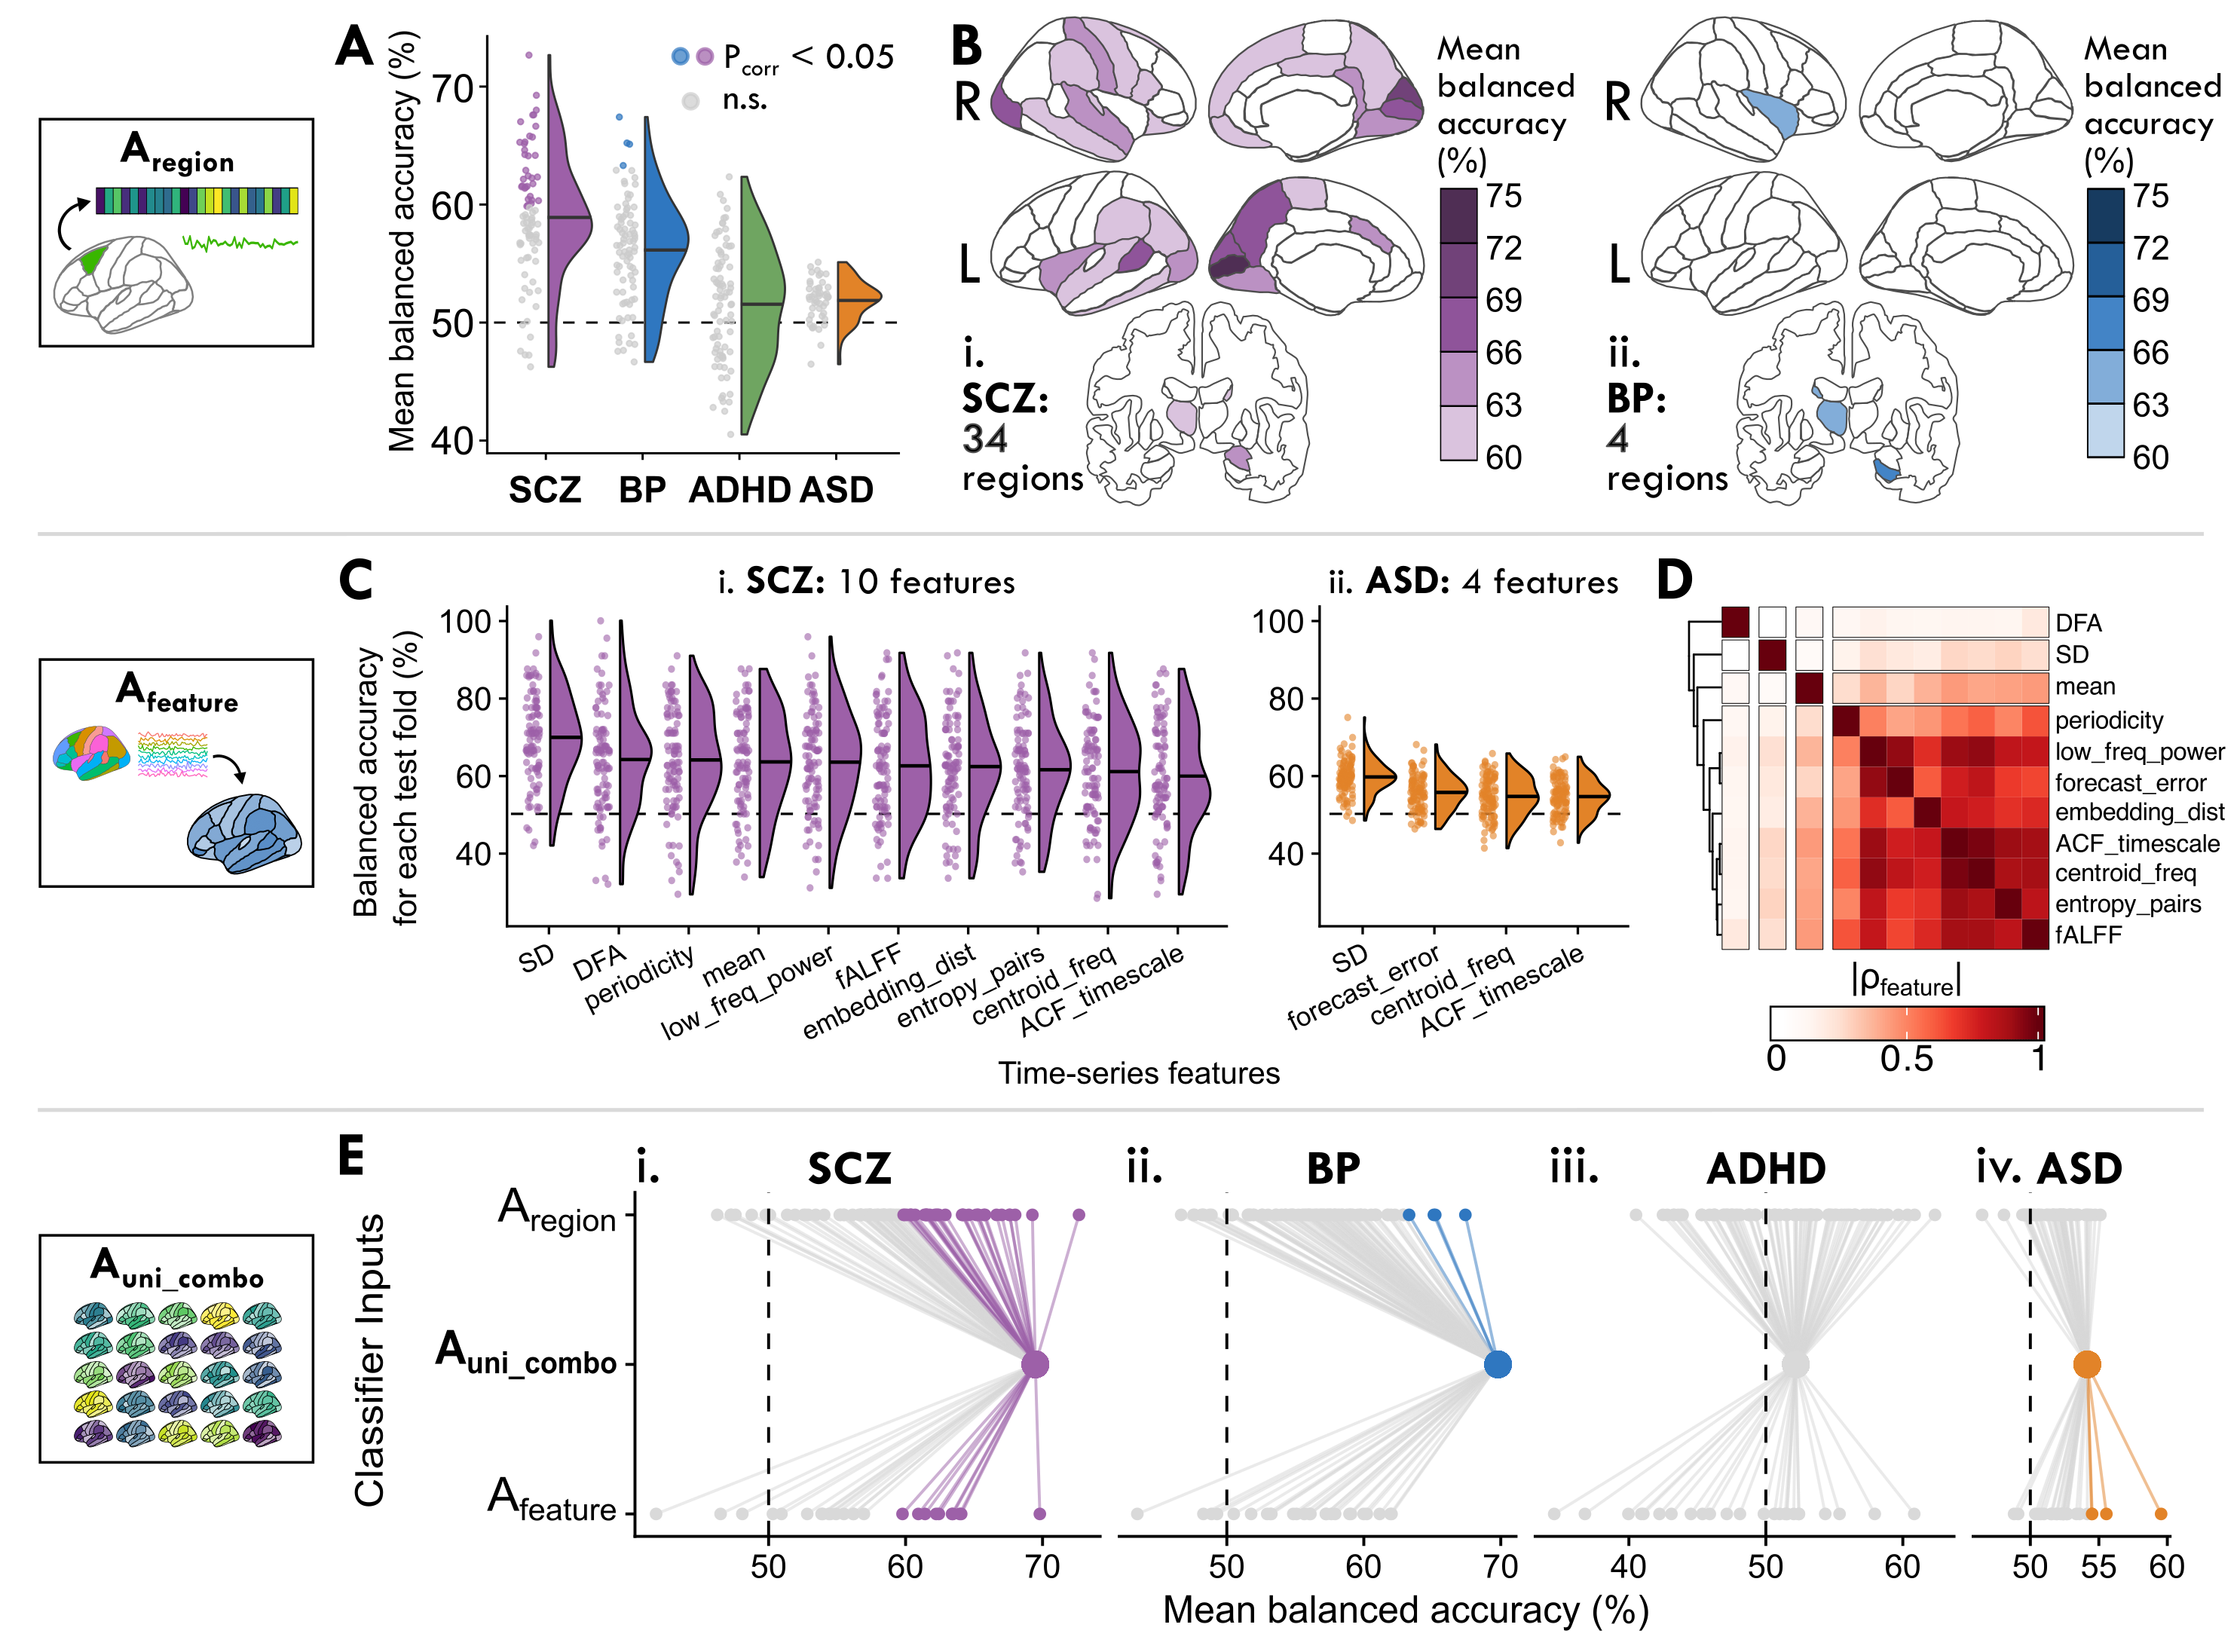 A
B
A region
Mean balanced accuracy (%)
70
60
50
40
P corr < 0.05
n.s.
SCZ
BP
ADHD
ASD
R
L
i.
SCZ:
34
regions
Mean
balanced
accuracy
(%)
75
72
69
66
63
60
R
L
ii.
BP:
4
regions
Mean
balanced
accuracy
(%)
75
72
69
66
63
60
A feature
C
i. SCZ: 10 features
Balanced accuracy
for each test fold (%)
100
80
60
40
SD
DFA
periodicity
mean
low_freq_power
fALFF
embedding_dist
entropy_pairs
centroid_freq
ACF_timescale
ii. ASD: 4 features
100
80
60
40
SD
forecast_error
centroid_freq
ACF_timescale
Time-series features
D
DFA
SD
mean
periodicity
low_freq_power
forecast_error
embedding_dist
ACF_timescale
centroid_freq
entropy_pairs
fALFF
|ρ feature|
0
0.5
1
A uni_combo
E
Classifier Inputs
A region
A uni_combo
A feature
i. SCZ
50
60
70
ii. BP
50
60
70
iii. ADHD
40
50
60
iv. ASD
50
55
60
Mean balanced accuracy (%)